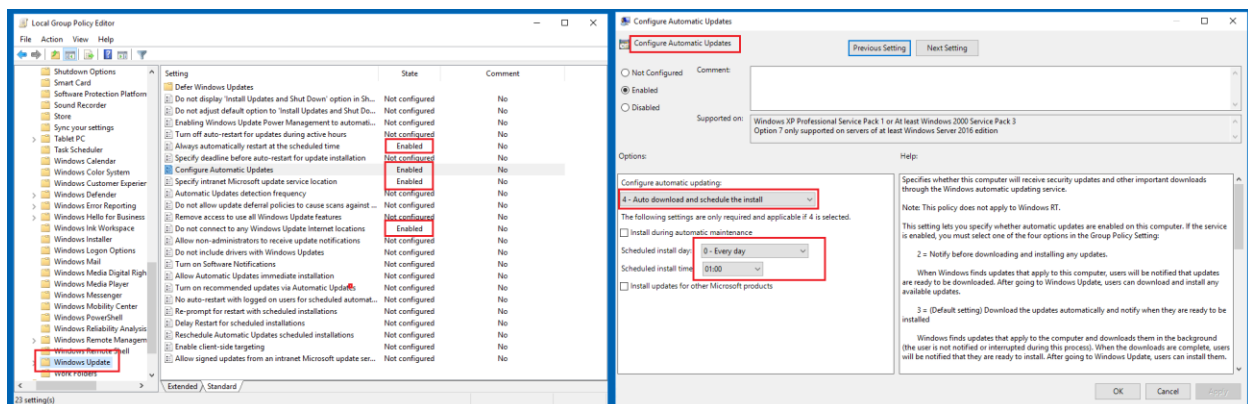 Local Group Policy Editor
File Action View Help
Shutdown Options
Smart Card
Software Protection Platform
Sound Recorder
Store
Sync your settings
Tablet PC
Task Scheduler
Windows Calendar
Windows Color System
Windows Customer Experier
Windows Defender
Windows Error Reporting
Windows Hello for Business
Windows Ink Workspace
Windows Installer
Windows Logon Options
Windows Mail
Windows Media Digital Righ
Windows Media Player
Windows Messenger
Windows Mobility Center
Windows PowerShell
Windows Reliability Analysis
Windows Remote Managem
Windows Remote Shell
Windows Update
Work Folders
Setting State Comment
Defer Windows Updates
Do not display 'Install Updates and Shut Down' option in Sh... Not configured No
Do not adjust default option to 'Install Updates and Shut Do... Not configured No
Enabling Windows Update Power Management to automati... Not configured No
Turn off auto-restart for updates during active hours Not configured No
Always automatically restart at the scheduled time Enabled No
Specify deadline before auto-restart for update installation Not configured No
Configure Automatic Updates Enabled No
Specify intranet Microsoft update service location Enabled No
Automatic Updates detection frequency Not configured No
Do not allow update deferral policies to cause scans against ... Not configured No
Remove access to use all Windows Update features Not configured No
Do not connect to any Windows Update Internet locations Enabled No
Allow non-administrators to receive update notifications Not configured No
Do not include drivers with Windows Updates Not configured No
Turn on Software Notifications Not configured No
Allow Automatic Updates immediate installation Not configured No
Turn on recommended updates via Automatic Updates Not configured No
No auto-restart with logged on users for scheduled automat... Not configured No
Re-prompt for restart with scheduled installations Not configured No
Delay Restart for scheduled installations Not configured No
Reschedule Automatic Updates scheduled installations Not configured No
Enable client-side targeting Not configured No
Allow signed updates from an intranet Microsoft update ser... Not configured No
Extended Standard
23 setting(s)
Configure Automatic Updates
Configure Automatic Updates
Previous Setting Next Setting
Not Configured Comment:
Enabled
Disabled
Supported on: Windows XP Professional Service Pack 1 or At least Windows 2000 Service Pack 3
Option 7 only supported on servers of at least Windows Server 2016 edition
Options: Help:
Configure automatic updating:
4 - Auto download and schedule the install
The following settings are only required and applicable if 4 is selected.
Install during automatic maintenance
Scheduled install day: 0 - Every day
Scheduled install time: 01:00
Install updates for other Microsoft products
Specifies whether this computer will receive security updates and other important downloads
through the Windows automatic updating service.
Note: This policy does not apply to Windows RT.
This setting lets you specify whether automatic updates are enabled on this computer. If the service
is enabled, you must select one of the four options in the Group Policy Setting:
2 = Notify before downloading and installing any updates.
When Windows finds updates that apply to this computer, users will be notified that updates
are ready to be downloaded. After going to Windows Update, users can download and install any
available updates.
3 = (Default setting) Download the updates automatically and notify when they are ready to be
installed
Windows finds updates that apply to the computer and downloads them in the background
(the user is not notified or interrupted during this process). When the downloads are complete, users
will be notified that they are ready to install. After going to Windows Update, users can install them.
OK Cancel Apply